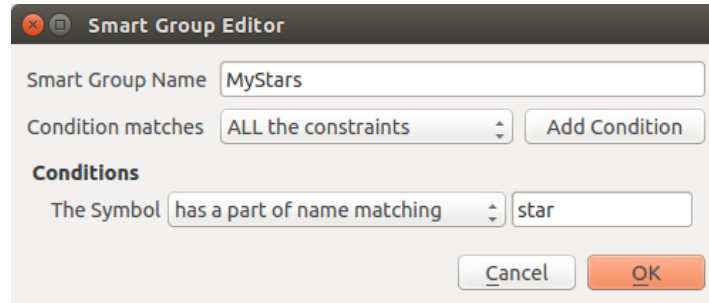 Smart Group Editor
Smart Group Name MyStars
Condition matches ALL the constraints Add Condition
Conditions
The Symbol has a part of name matching star
Cancel OK